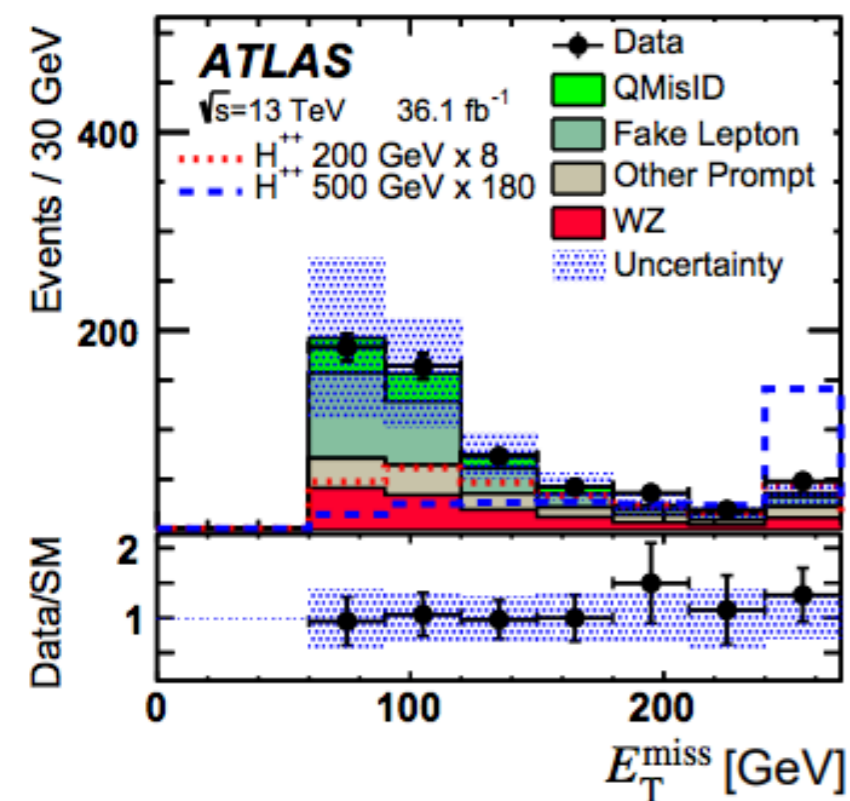 Events / 30 GeV
400
200
ATLAS
√s=13 TeV 36.1 fb⁻¹
H⁺⁺ 200 GeV x 8
H⁺⁺ 500 GeV x 180
Data
QMisID
Fake Lepton
Other Prompt
WZ
Uncertainty
Data/SM
2
1
0 100 200
E_T^miss [GeV]